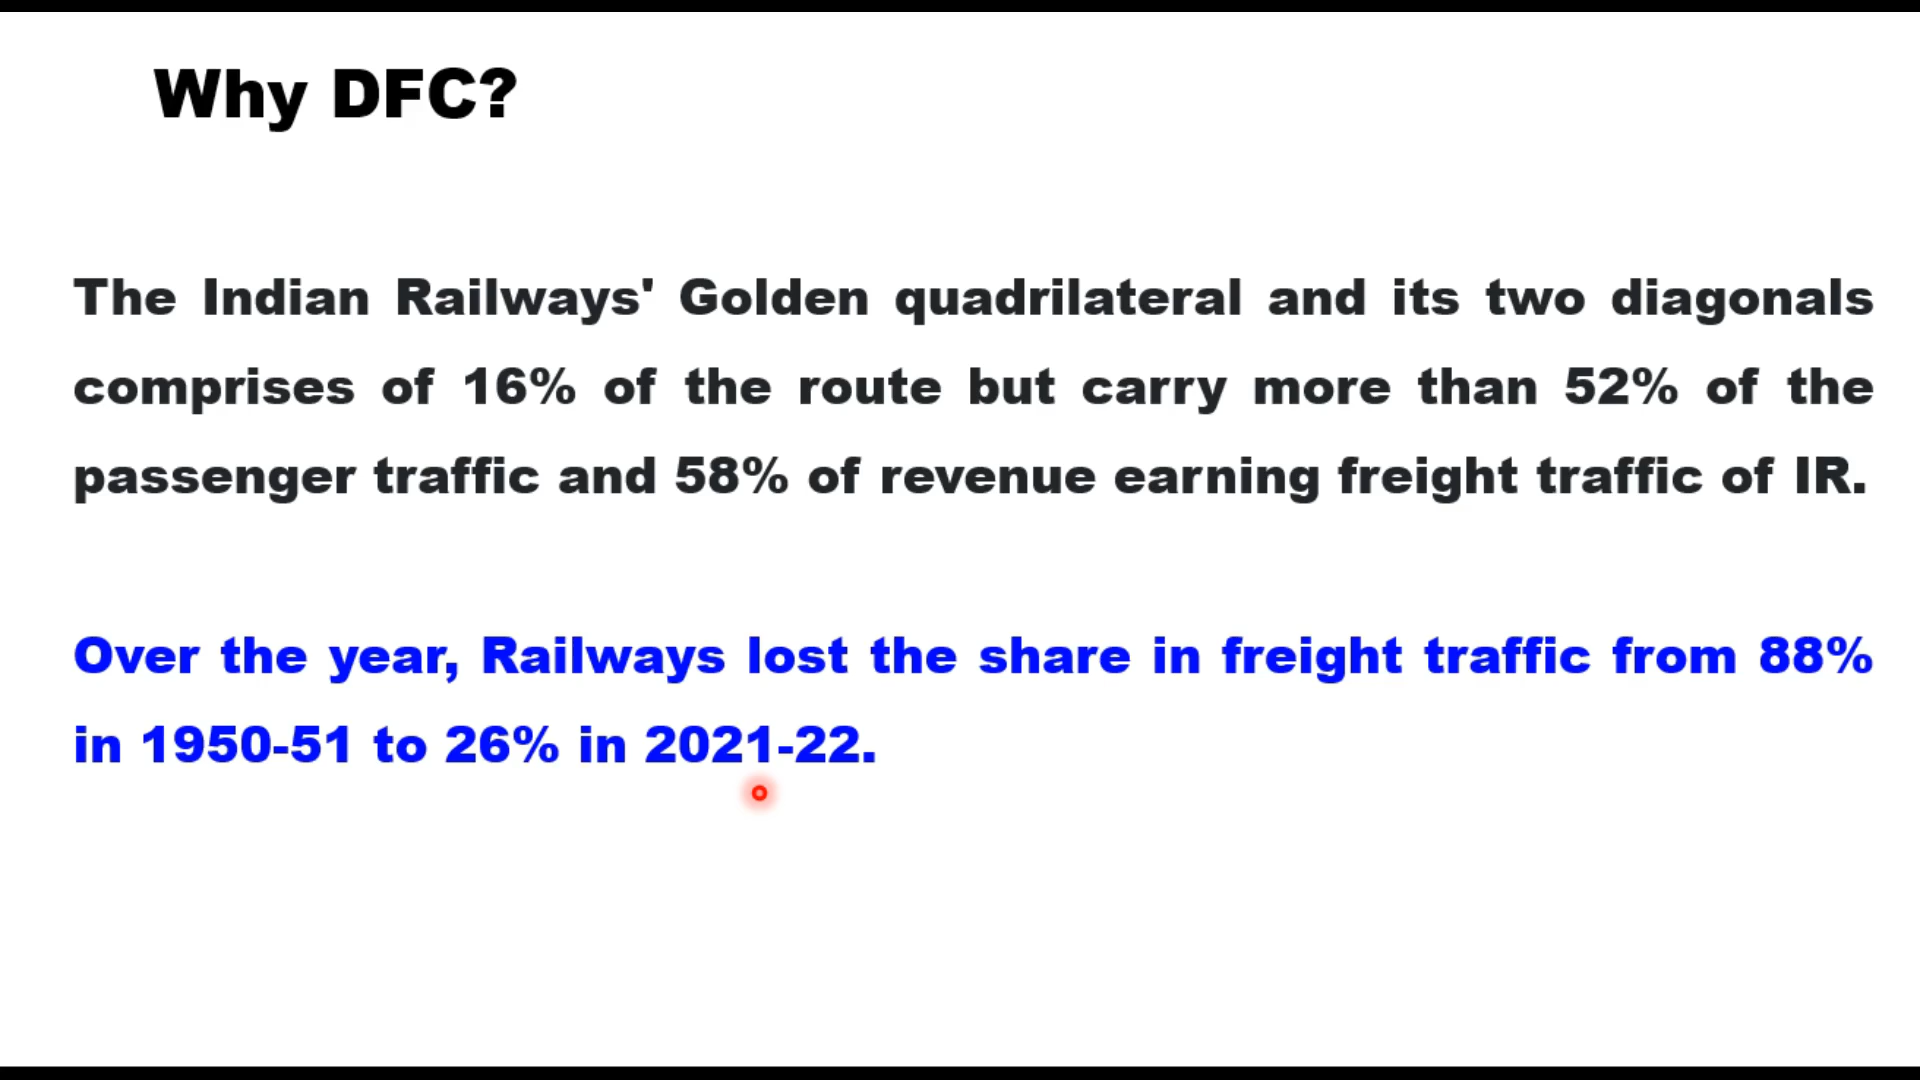 Why DFC?
The Indian Railways' Golden quadrilateral and its two diagonals
comprises of 16% of the route but carry more than 52% of the
passenger traffic and 58% of revenue earning freight traffic of IR.
Over the year, Railways lost the share in freight traffic from 88%
in 1950-51 to 26% in 2021-22.